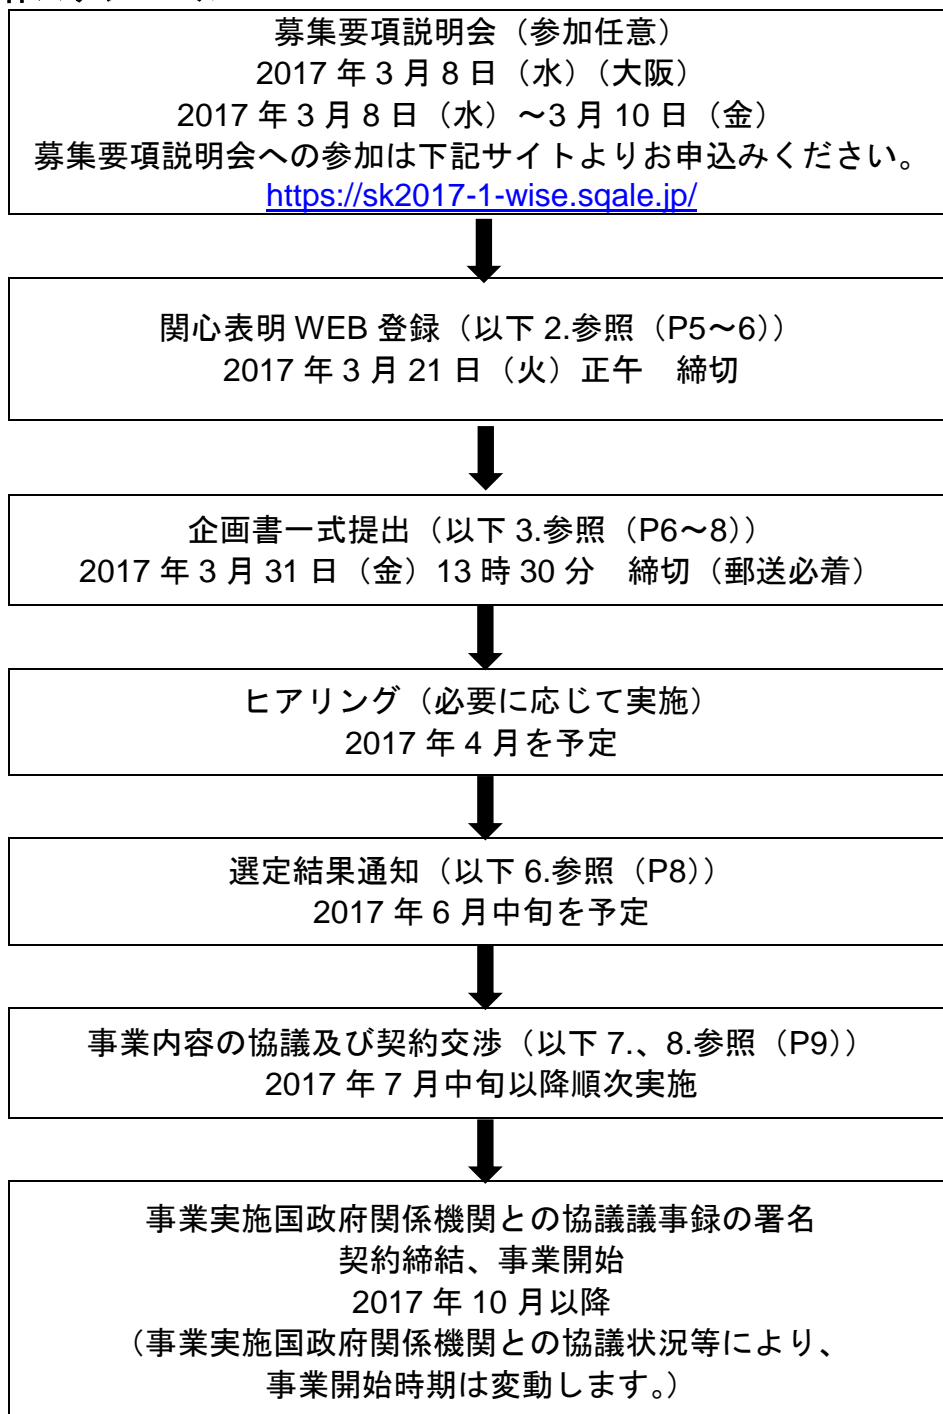 募集要項説明会（参加任意）
2017 年 3 月 8 日（水）（大阪）
2017 年 3 月 8 日（水）～3 月 10 日（金）
募集要項説明会への参加は下記サイトよりお申込みください。
https://sk2017-1-wise.sqale.jp/
関心表明 WEB 登録（以下 2.参照（P5～6））
2017 年 3 月 21 日（火）正午　締切
企画書一式提出（以下 3.参照（P6～8））
2017 年 3 月 31 日（金）13 時 30 分　締切（郵送必着）
ヒアリング（必要に応じて実施）
2017 年 4 月を予定
選定結果通知（以下 6.参照（P8））
2017 年 6 月中旬を予定
事業内容の協議及び契約交渉（以下 7.、8.参照（P9））
2017 年 7 月中旬以降順次実施
事業実施国政府関係機関との協議議事録の署名
契約締結、事業開始
2017 年 10 月以降
（事業実施国政府関係機関との協議状況等により、
事業開始時期は変動します。）